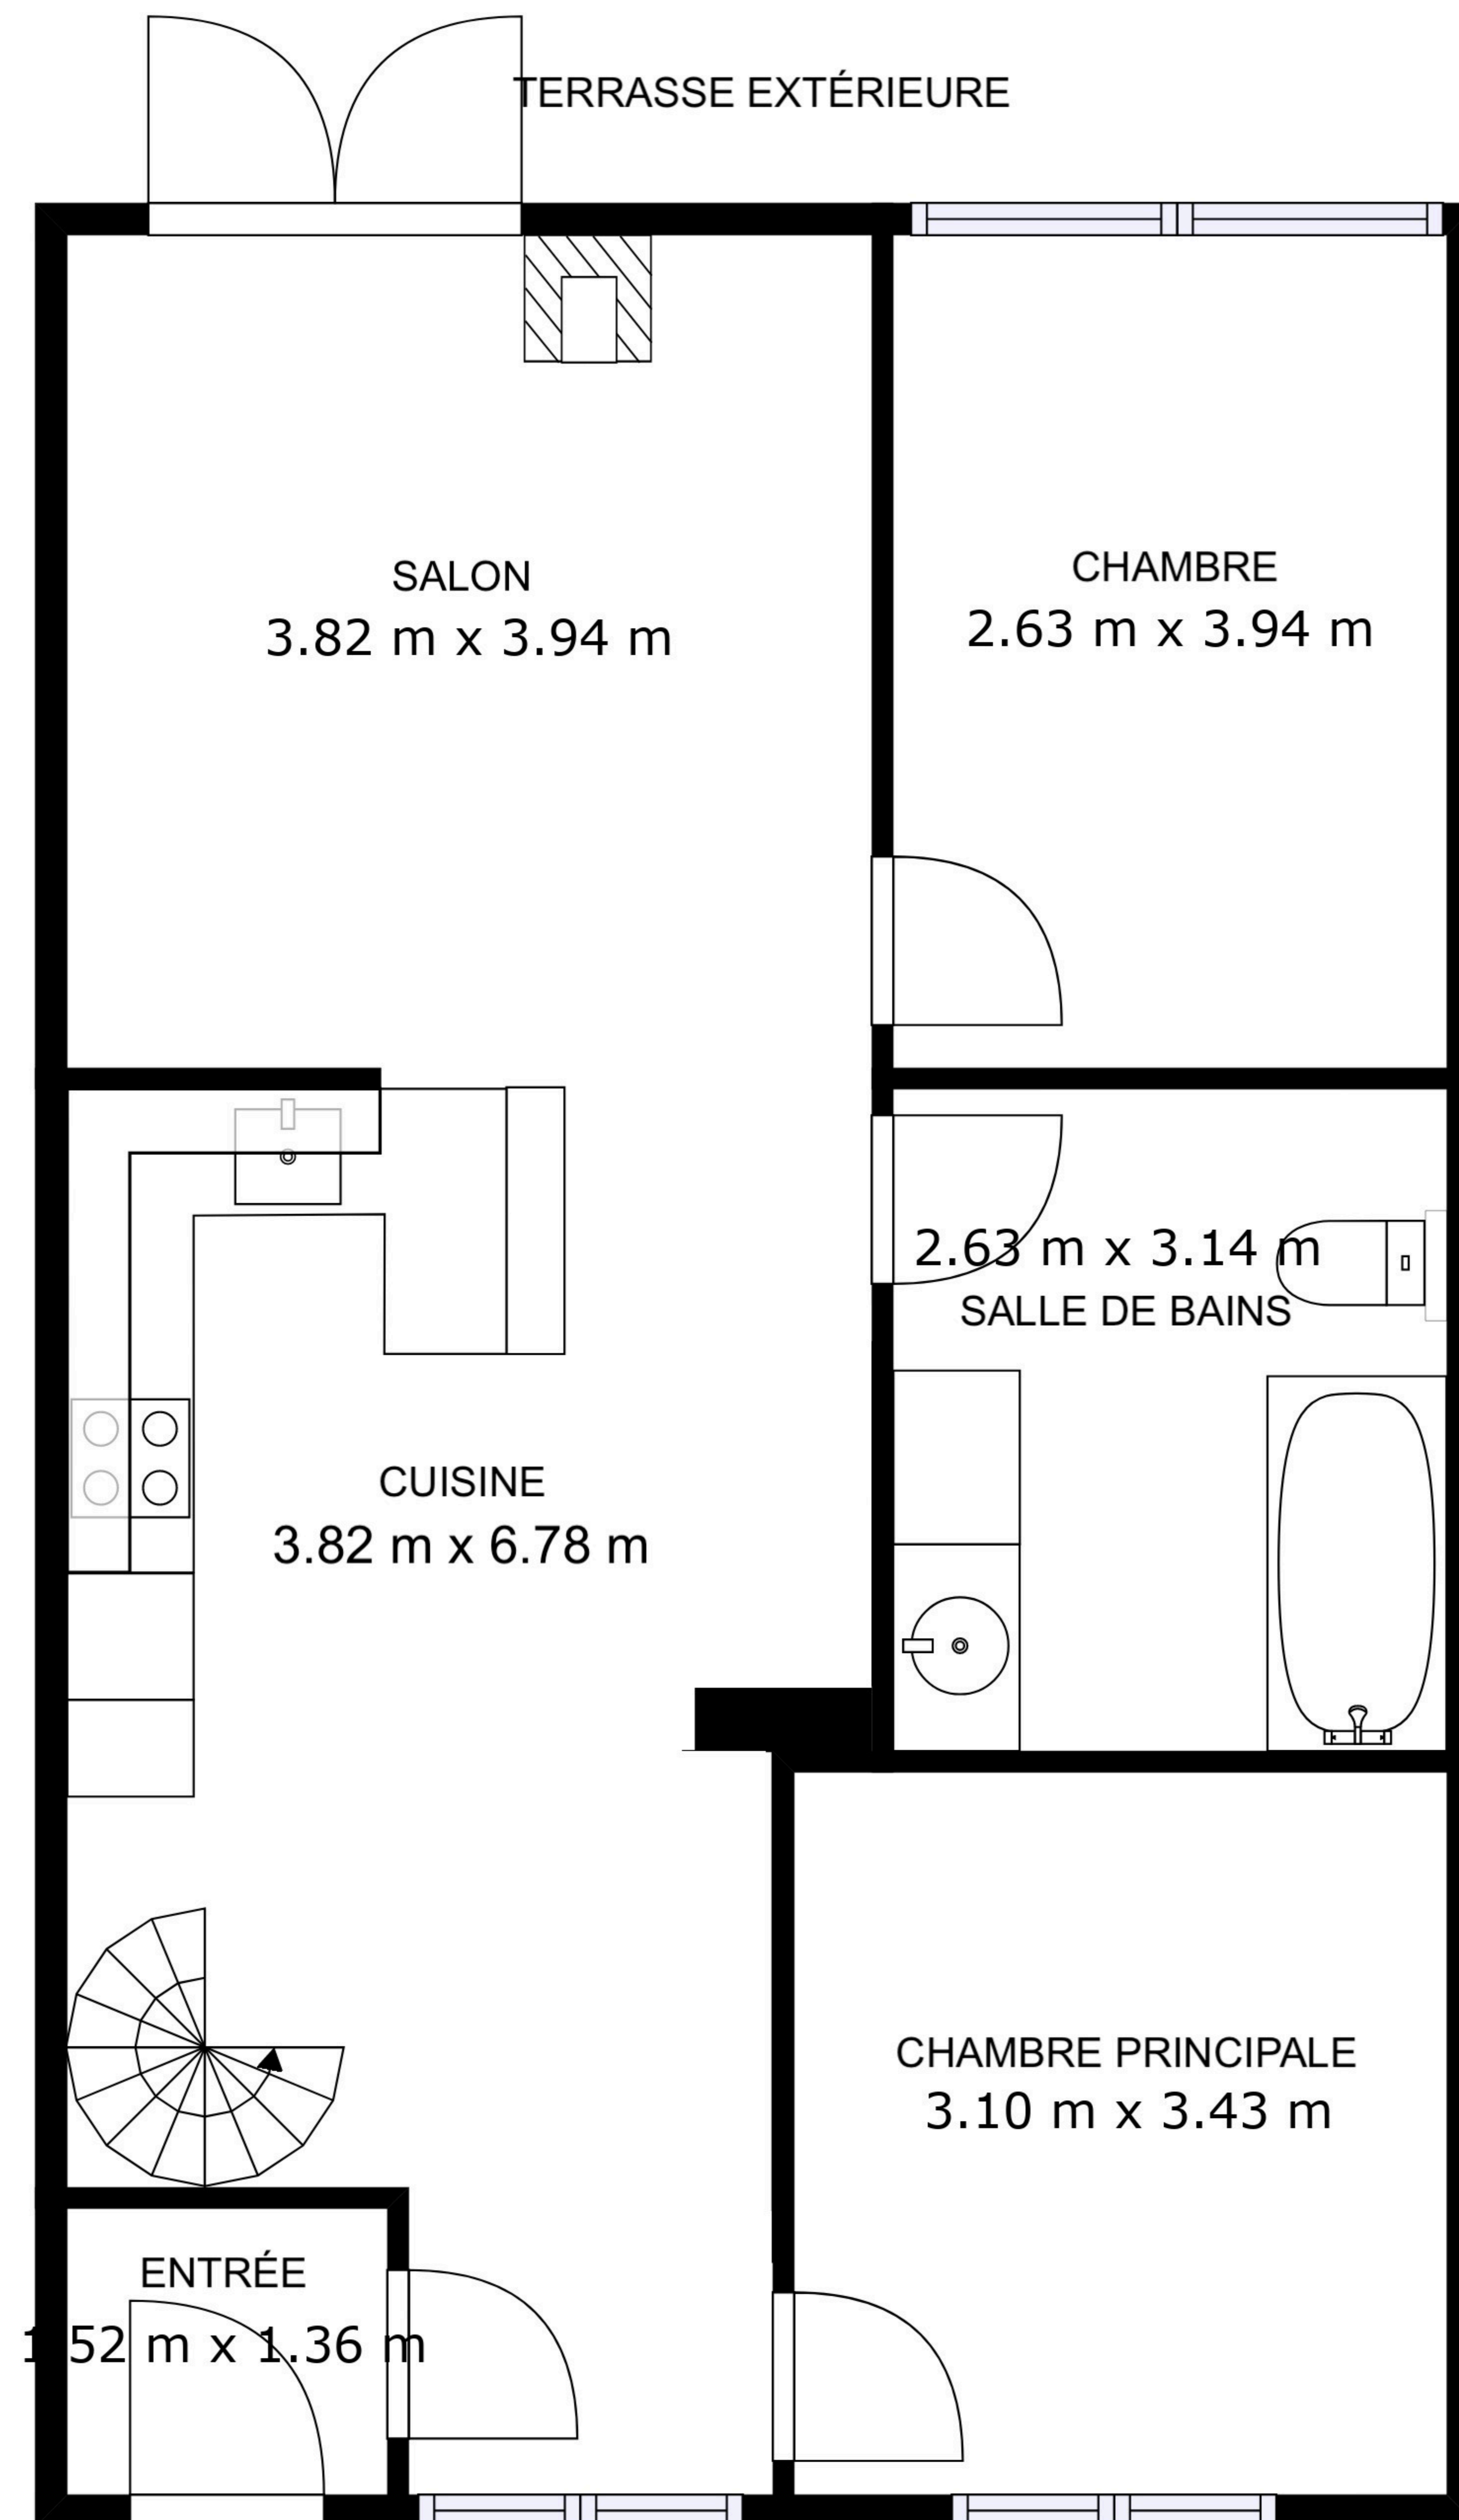 TERRASSE EXTÉRIEURE
SALON
3.82 m x 3.94 m
CHAMBRE
2.63 m x 3.94 m
2.63 m x 3.14 m
SALLE DE BAINS
CUISINE
3.82 m x 6.78 m
CHAMBRE PRINCIPALE
3.10 m x 3.43 m
ENTRÉE
1.52 m x 1.36 m